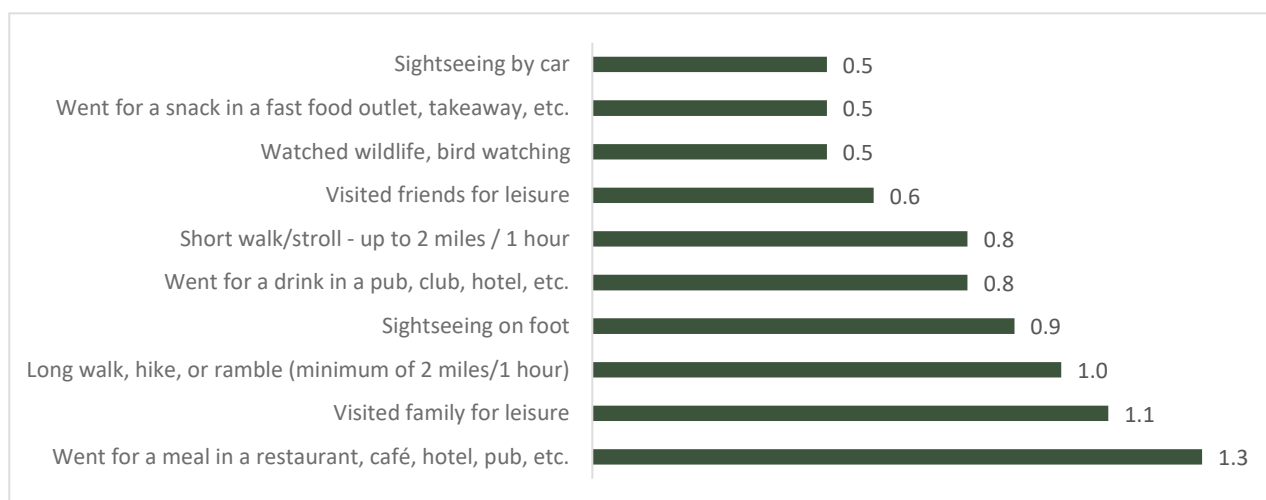 Sightseeing by car 0.5
Went for a snack in a fast food outlet, takeaway, etc. 0.5
Watched wildlife, bird watching 0.5
Visited friends for leisure 0.6
Short walk/stroll - up to 2 miles / 1 hour 0.8
Went for a drink in a pub, club, hotel, etc. 0.8
Sightseeing on foot 0.9
Long walk, hike, or ramble (minimum of 2 miles/1 hour) 1.0
Visited family for leisure 1.1
Went for a meal in a restaurant, café, hotel, pub, etc. 1.3